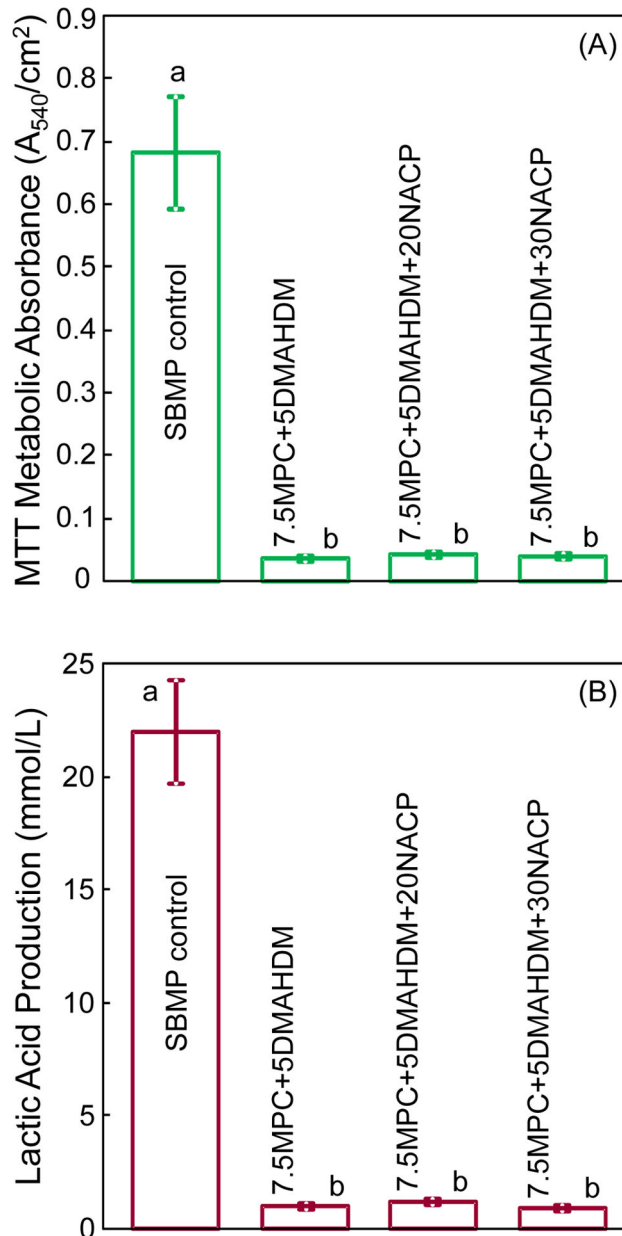 (A)
MTT Metabolic Absorbance (A₅₄₀/cm²)
0.9
0.8
0.7
0.6
0.5
0.4
0.3
0.2
0.1
0
a
SBMP control
7.5MPC+5DMAHDM
b
7.5MPC+5DMAHDM+20NACP
b
7.5MPC+5DMAHDM+30NACP
b
(B)
Lactic Acid Production (mmol/L)
25
20
15
10
5
0
a
SBMP control
7.5MPC+5DMAHDM
b
7.5MPC+5DMAHDM+20NACP
b
7.5MPC+5DMAHDM+30NACP
b